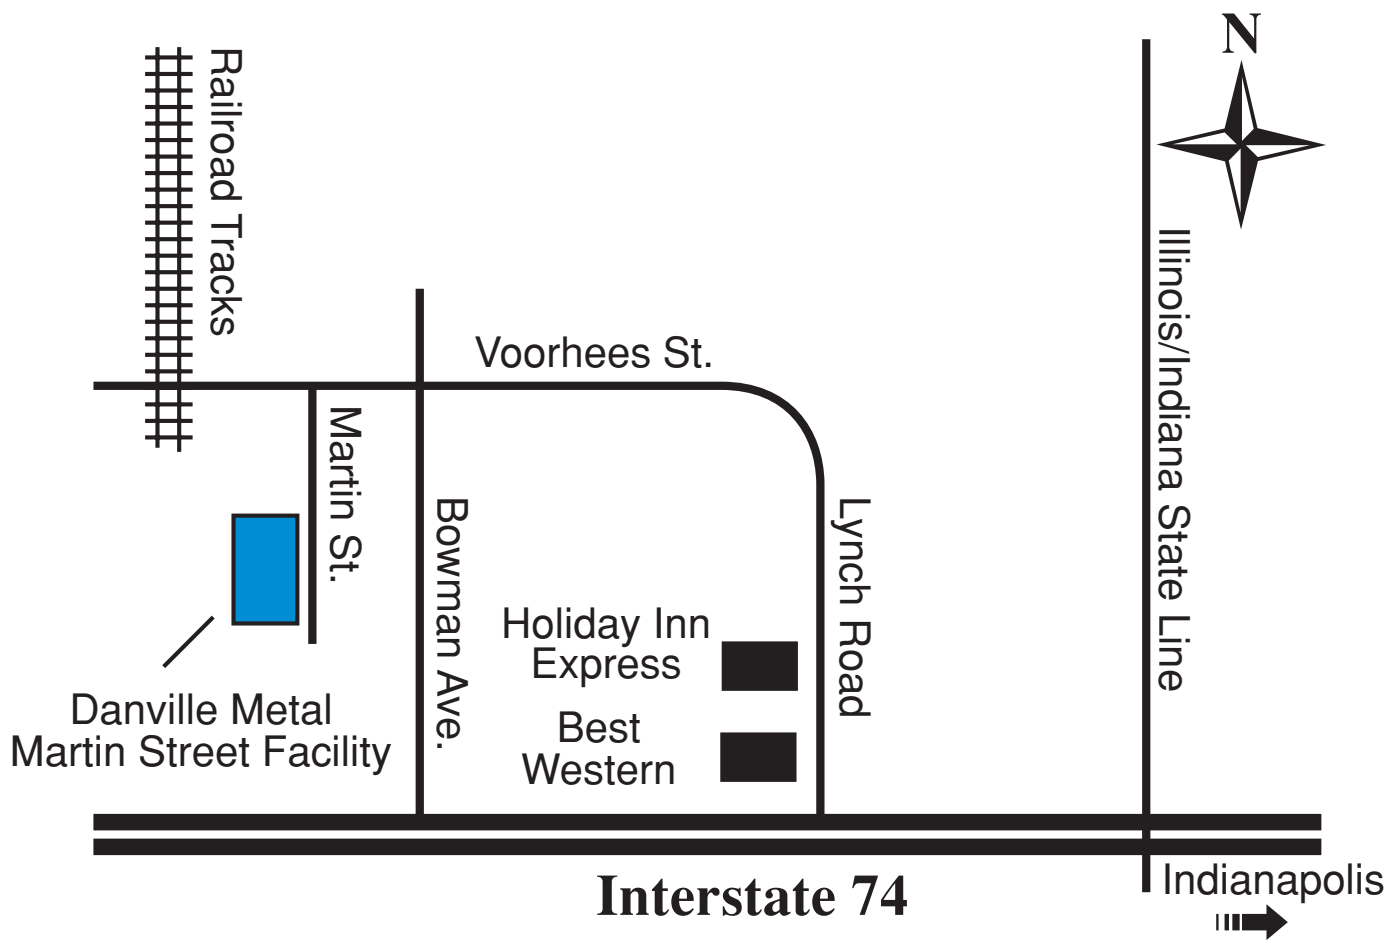 N
Railroad Tracks
Illinois/Indiana State Line
Voorhees St.
Martin St.
Bowman Ave.
Lynch Road
Holiday Inn
Express
Danville Metal
Martin Street Facility
Best
Western
Interstate 74
Indianapolis